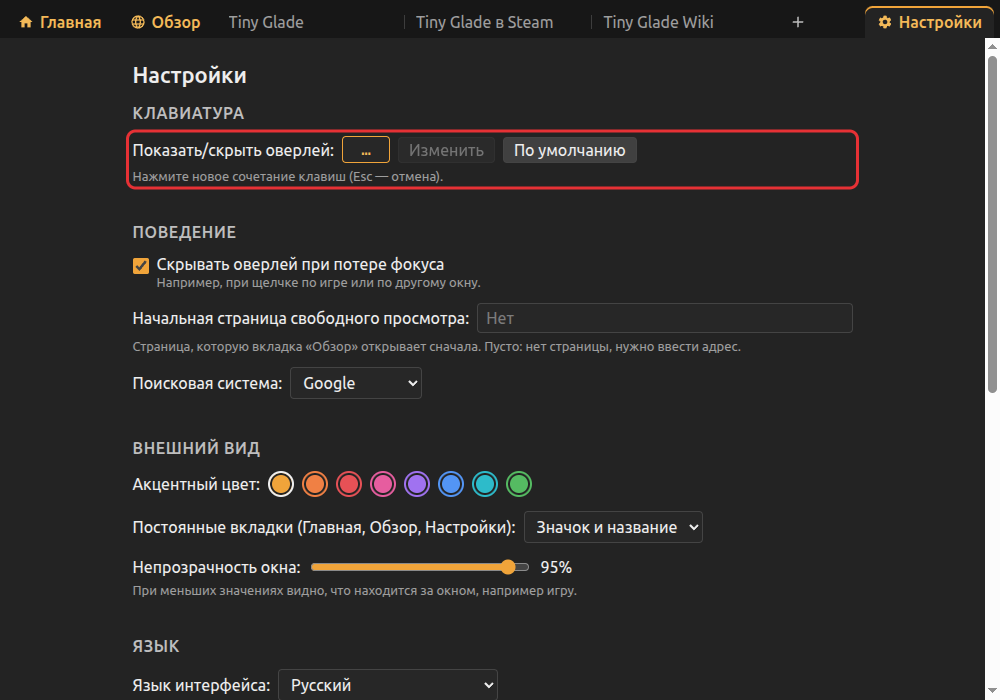 Главная Обзор Tiny Glade Tiny Glade в Steam Tiny Glade Wiki + Настройки
Настройки
КЛАВИАТУРА
Показать/скрыть оверлей: ... Изменить По умолчанию
Нажмите новое сочетание клавиш (Esc — отмена).
ПОВЕДЕНИЕ
Скрывать оверлей при потере фокуса
Например, при щелчке по игре или по другому окну.
Начальная страница свободного просмотра: Нет
Страница, которую вкладка «Обзор» открывает сначала. Пусто: нет страницы, нужно ввести адрес.
Поисковая система: Google
ВНЕШНИЙ ВИД
Акцентный цвет:
Постоянные вкладки (Главная, Обзор, Настройки): Значок и название
Непрозрачность окна: 95%
При меньших значениях видно, что находится за окном, например игру.
ЯЗЫК
Язык интерфейса: Русский